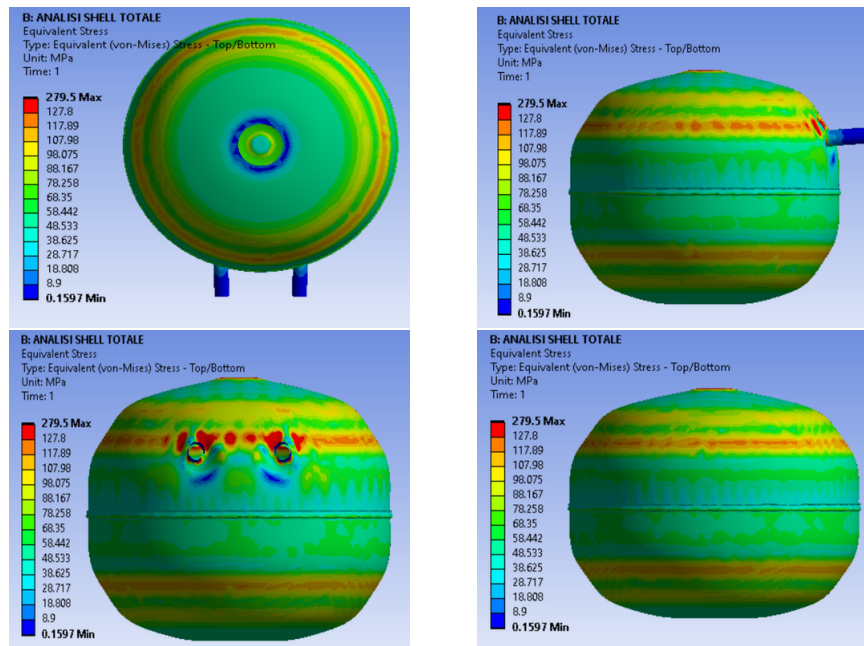 B: ANALISI SHELL TOTALE
Equivalent Stress
Type: Equivalent (von-Mises) Stress - Top/Bottom
Unit: MPa
Time: 1
279.5 Max
127.8
117.89
107.98
98.075
88.167
78.258
68.35
58.442
48.533
38.625
28.717
18.808
8.9
0.1597 Min
B: ANALISI SHELL TOTALE
Equivalent Stress
Type: Equivalent (von-Mises) Stress - Top/Bottom
Unit: MPa
Time: 1
279.5 Max
127.8
117.89
107.98
98.075
88.167
78.258
68.35
58.442
48.533
38.625
28.717
18.808
8.9
0.1597 Min
B: ANALISI SHELL TOTALE
Equivalent Stress
Type: Equivalent (von-Mises) Stress - Top/Bottom
Unit: MPa
Time: 1
279.5 Max
127.8
117.89
107.98
98.075
88.167
78.258
68.35
58.442
48.533
38.625
28.717
18.808
8.9
0.1597 Min
B: ANALISI SHELL TOTALE
Equivalent Stress
Type: Equivalent (von-Mises) Stress - Top/Bottom
Unit: MPa
Time: 1
279.5 Max
127.8
117.89
107.98
98.075
88.167
78.258
68.35
58.442
48.533
38.625
28.717
18.808
8.9
0.1597 Min